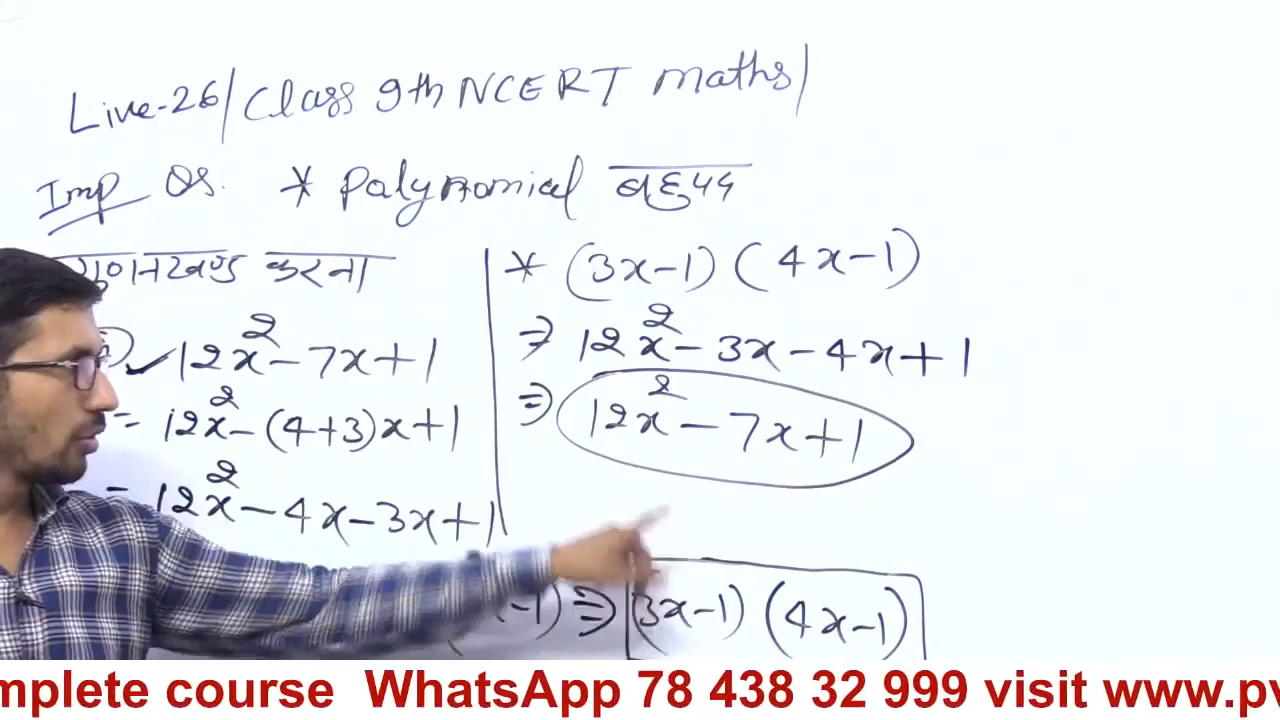 Live-26/Class 9th NCERT maths/
Imp Qs. * Polynomial बहुपद
गुणनखण्ड करना
12x²-7x+1
= 12x²-(4+3)x+1
= 12x²-4x-3x+1
* (3x-1) (4x-1)
⇒ 12x²-3x-4x+1
⇒ 12x²-7x+1
-1) ⇒ (3x-1) (4x-1)
mplete course WhatsApp 78 438 32 999 visit www.pv